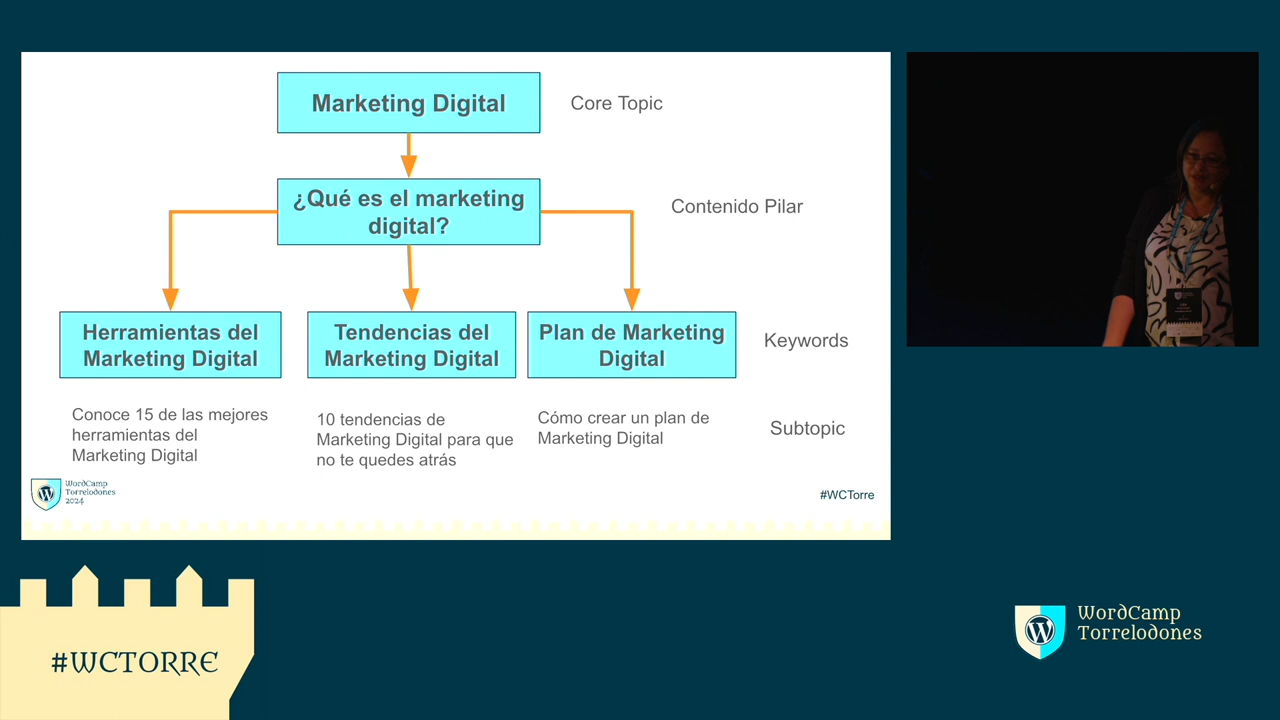 Marketing Digital
Core Topic
¿Qué es el marketing
digital?
Contenido Pilar
Herramientas del
Marketing Digital
Tendencias del
Marketing Digital
Plan de Marketing
Digital
Keywords
Conoce 15 de las mejores
herramientas del
Marketing Digital
10 tendencias de
Marketing Digital para que
no te quedes atrás
Cómo crear un plan de
Marketing Digital
Subtopic
WordCamp
Torrelodones
2024
#WCTorre
#WCTORRE
WordCamp
Torrelodones